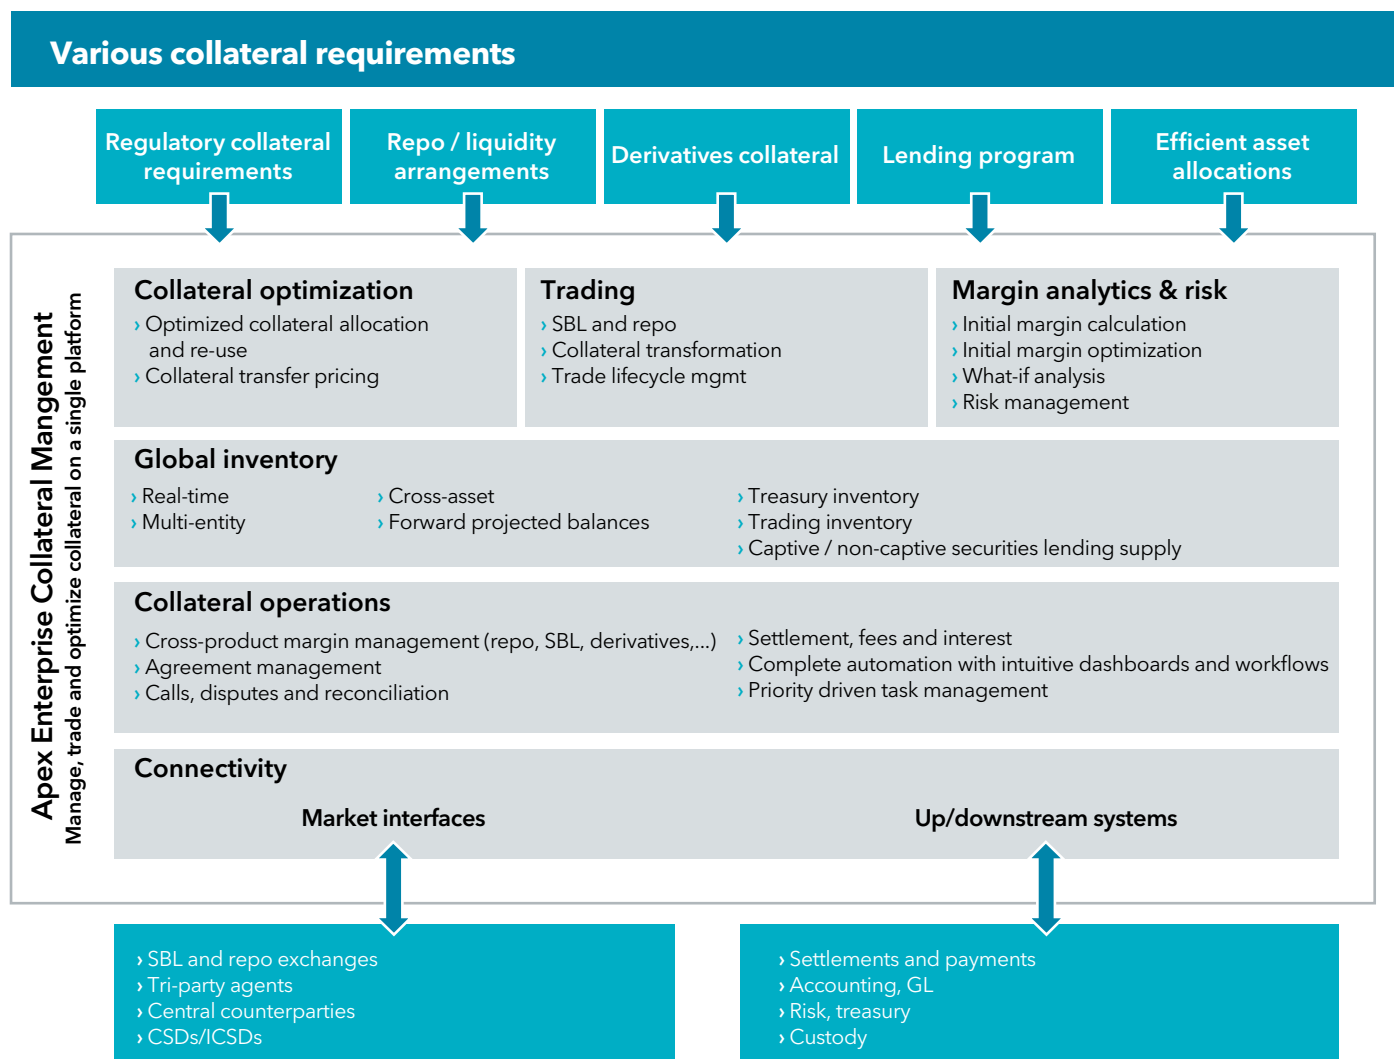 Various collateral requirements
Regulatory collateral
requirements
Repo / liquidity
arrangements
Derivatives collateral
Lending program
Efficient asset
allocations
Apex Enterprise Collateral Mangement
Manage, trade and optimize collateral on a single platform
Collateral optimization
› Optimized collateral allocation
and re-use
› Collateral transfer pricing
Trading
› SBL and repo
› Collateral transformation
› Trade lifecycle mgmt
Margin analytics & risk
› Initial margin calculation
› Initial margin optimization
› What-if analysis
› Risk management
Global inventory
› Real-time
› Multi-entity
› Cross-asset
› Forward projected balances
› Treasury inventory
› Trading inventory
› Captive / non-captive securities lending supply
Collateral operations
› Cross-product margin management (repo, SBL, derivatives,...)
› Agreement management
› Calls, disputes and reconciliation
› Settlement, fees and interest
› Complete automation with intuitive dashboards and workflows
› Priority driven task management
Connectivity
Market interfaces
Up/downstream systems
› SBL and repo exchanges
› Tri-party agents
› Central counterparties
› CSDs/ICSDs
› Settlements and payments
› Accounting, GL
› Risk, treasury
› Custody